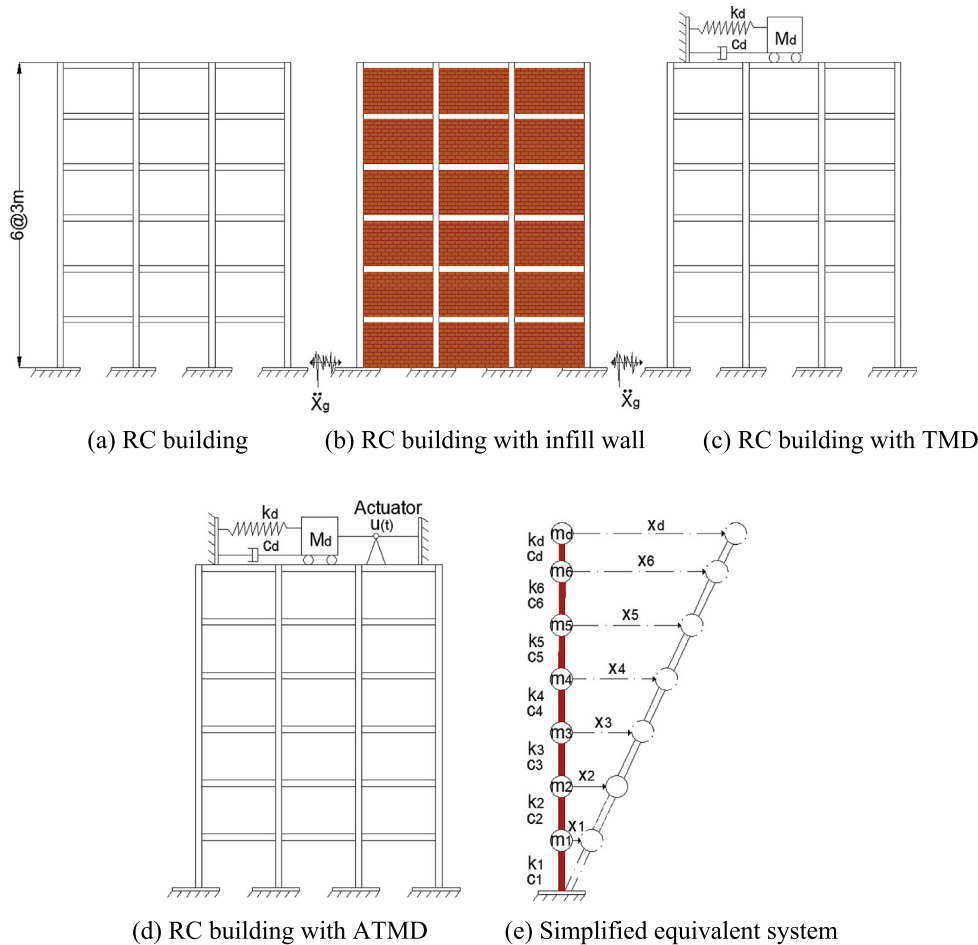 kd
cd
Md
6@3m
Ẍg
Ẍg
(a) RC building
(b) RC building with infill wall
(c) RC building with TMD
kd
cd
Md
Actuator
u(t)
md
xd
kd
cd
m6
x6
k6
c6
m5
x5
k5
c5
m4
x4
k4
c4
m3
x3
k3
c3
m2
x2
k2
c2
m1
x1
k1
c1
(d) RC building with ATMD
(e) Simplified equivalent system